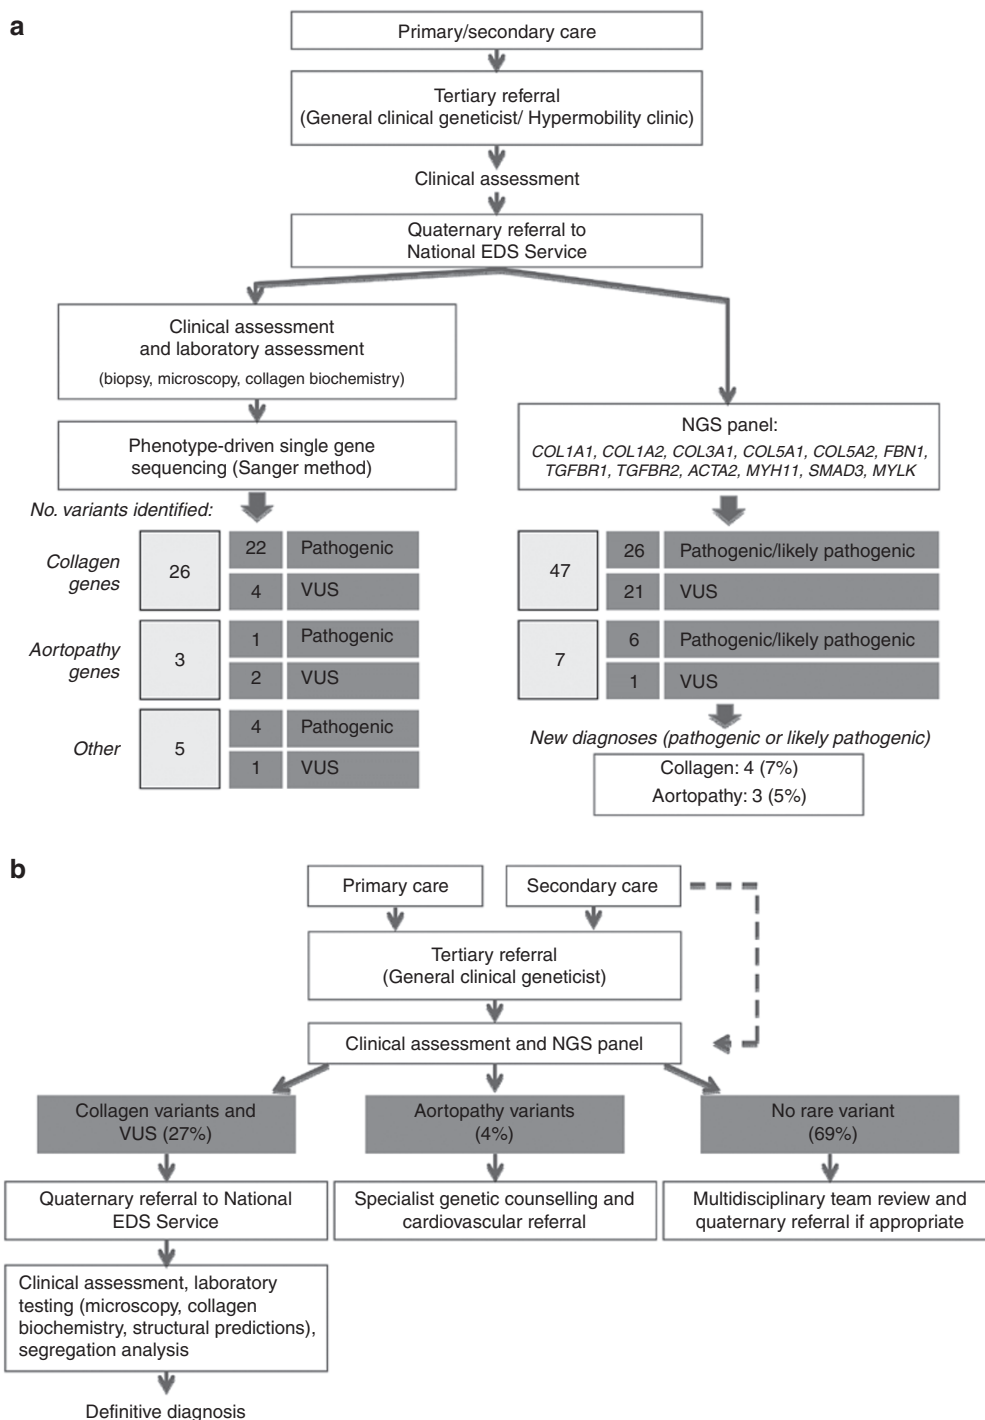 a
Primary/secondary care
Tertiary referral
(General clinical geneticist/ Hypermobility clinic)
Clinical assessment
Quaternary referral to
National EDS Service
Clinical assessment
and laboratory assessment
(biopsy, microscopy, collagen biochemistry)
Phenotype-driven single gene
sequencing (Sanger method)
NGS panel:
COL1A1, COL1A2, COL3A1, COL5A1, COL5A2, FBN1,
TGFBR1, TGFBR2, ACTA2, MYH11, SMAD3, MYLK
No. variants identified:
Collagen
genes
26
22 Pathogenic
4 VUS
Aortopathy
genes
3
1 Pathogenic
2 VUS
Other
5
4 Pathogenic
1 VUS
47
26 Pathogenic/likely pathogenic
21 VUS
7
6 Pathogenic/likely pathogenic
1 VUS
New diagnoses (pathogenic or likely pathogenic)
Collagen: 4 (7%)
Aortopathy: 3 (5%)
b
Primary care
Secondary care
Tertiary referral
(General clinical geneticist)
Clinical assessment and NGS panel
Collagen variants and
VUS (27%)
Aortopathy variants
(4%)
No rare variant
(69%)
Quaternary referral to National
EDS Service
Specialist genetic counselling and
cardiovascular referral
Multidisciplinary team review and
quaternary referral if appropriate
Clinical assessment, laboratory
testing (microscopy, collagen
biochemistry, structural predictions),
segregation analysis
Definitive diagnosis